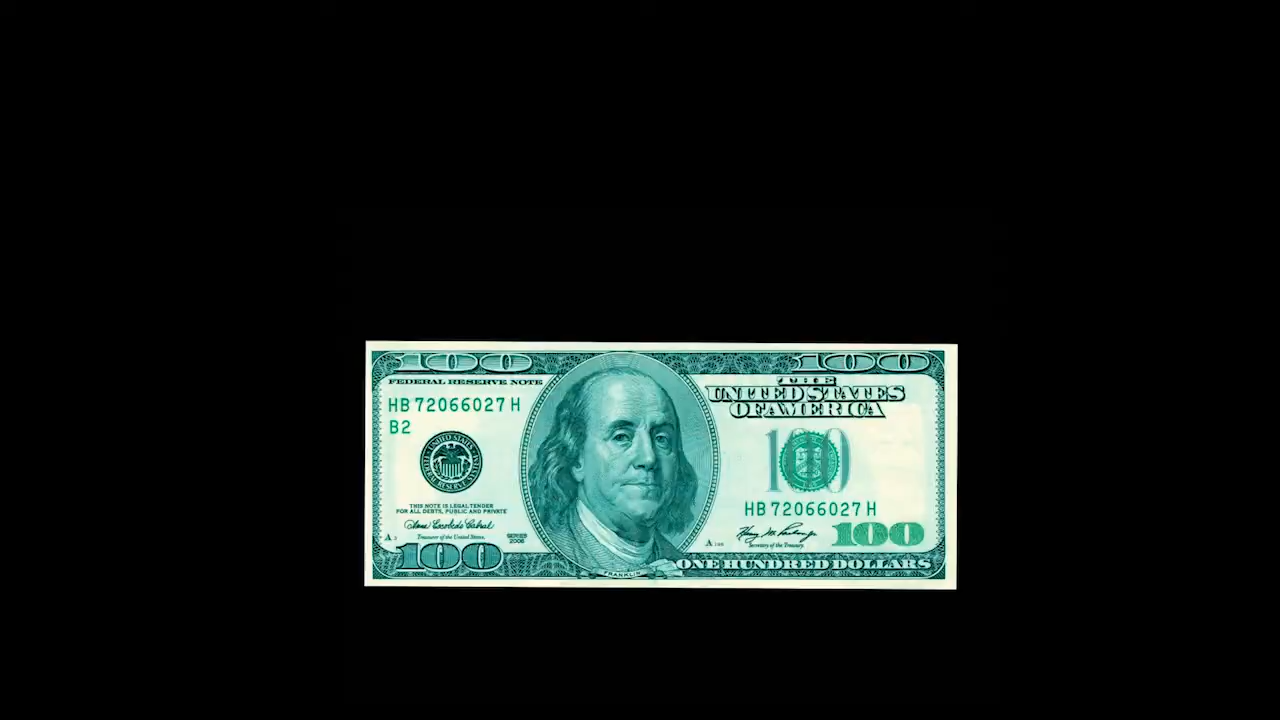 100 100
FEDERAL RESERVE NOTE
THE
UNITED STATES
OF AMERICA
HB 72066027 H
B2
100
HB 72066027 H
THIS NOTE IS LEGAL TENDER
FOR ALL DEBTS, PUBLIC AND PRIVATE
Treasurer of the United States.
SERIES
2006
Secretary of the Treasury.
100
100
FRANKLIN
ONE HUNDRED DOLLARS